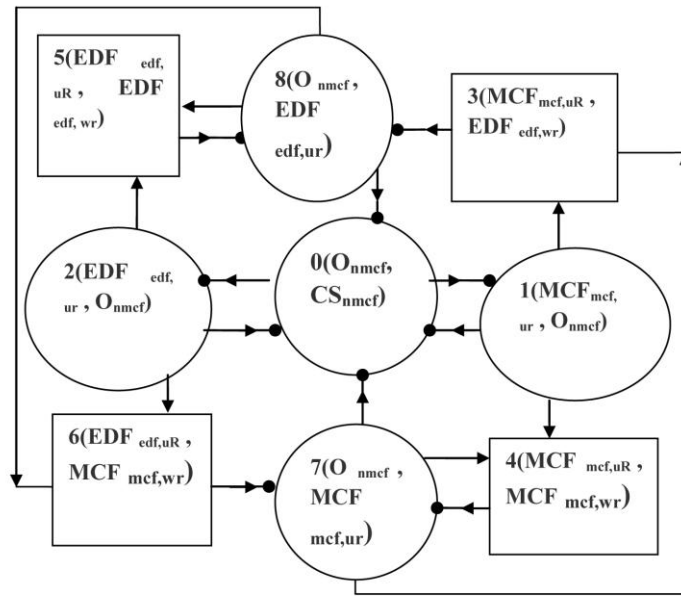 5(EDF edf,
uR , EDF
edf, wr)
8(O nmcf ,
EDF
edf,ur)
3(MCFmcf,uR ,
EDF edf,wr)
2(EDF edf,
ur , Onmcf)
0(Onmcf,
CSnmcf)
1(MCFmcf,
ur , Onmcf)
6(EDF edf,uR ,
MCF mcf,wr)
7(O nmcf ,
MCF
mcf,ur)
4(MCF mcf,uR ,
MCF mcf,wr)